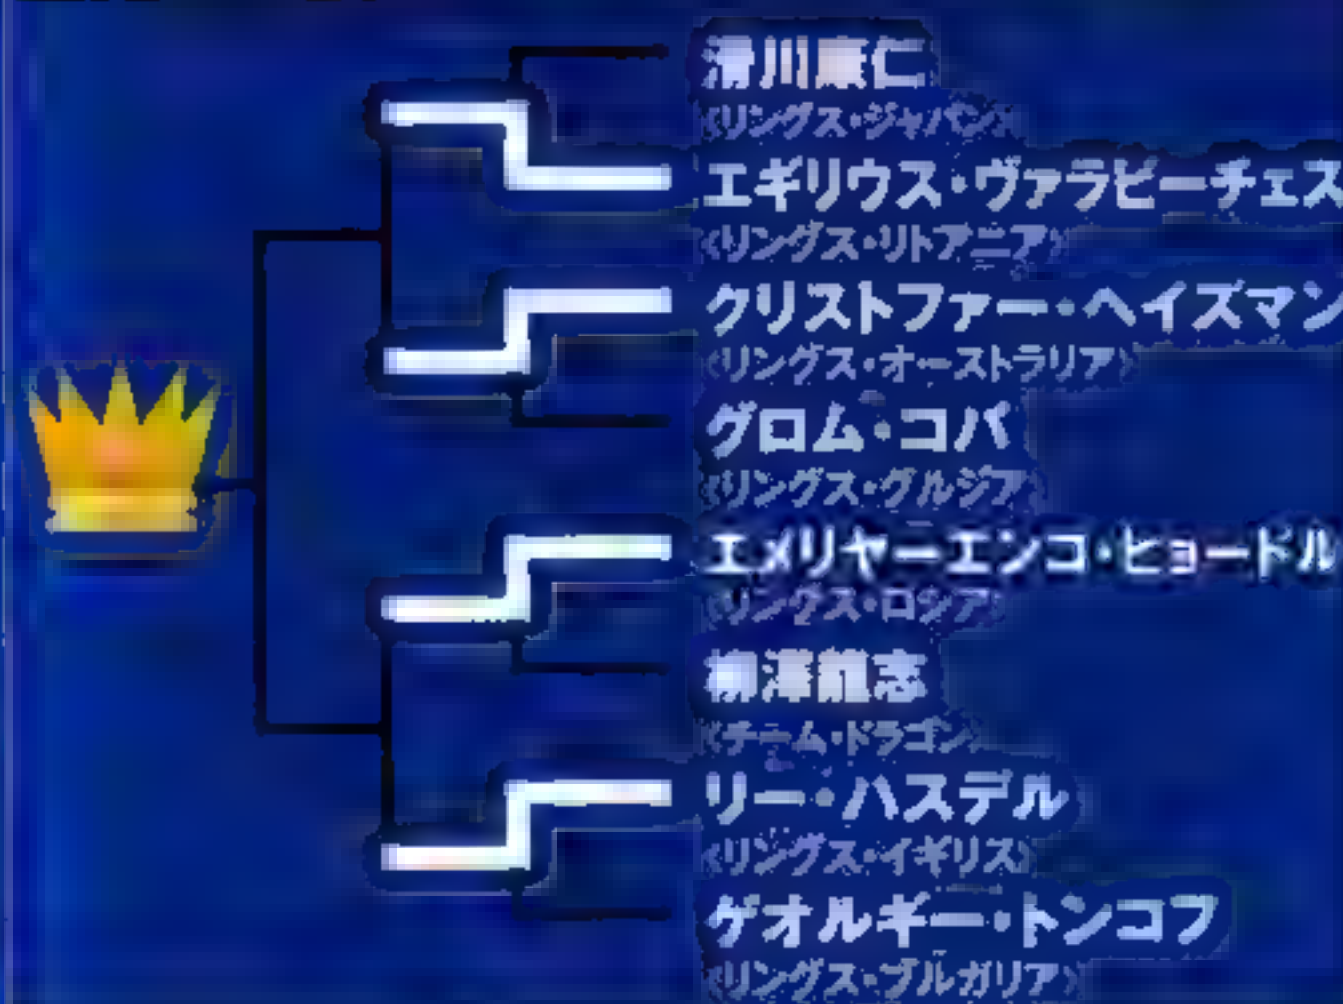 滑川康仁
《リングス・ジャパン》
エギリウス・ヴァラビーチェス
《リングス・リトアニア》
クリストファー・ヘイズマン
《リングス・オーストラリア》
グロム・コバ
《リングス・グルジア》
エメリヤーエンコ・ヒョードル
《リングス・ロシア》
柳澤龍志
《チーム・ドラゴン》
リー・ハスデル
《リングス・イギリス》
ゲオルギー・トンコフ
《リングス・ブルガリア》